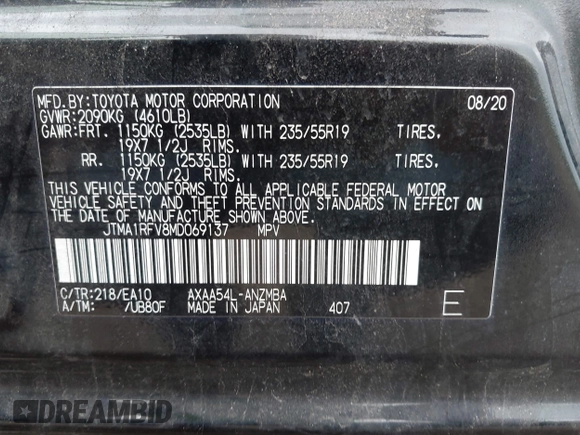 MFD.BY:TOYOTA MOTOR CORPORATION 08/20
GVWR:2090KG (4610LB)
GAWR:FRT. 1150KG (2535LB) WITH 235/55R19 TIRES.
19X7 1/2J RIMS.
RR. 1150KG (2535LB) WITH 235/55R19 TIRES.
19X7 1/2J RIMS.
THIS VEHICLE CONFORMS TO ALL APPLICABLE FEDERAL MOTOR
VEHICLE SAFETY AND THEFT PREVENTION STANDARDS IN EFFECT ON
THE DATE OF MANUFACTURE SHOWN ABOVE.
JTMA1RFV8MD069137 MPV
C/TR:218/EA10 AXAA54L-ANZMBA
A/TM: /UB80F MADE IN JAPAN 407 E
DREAMBID